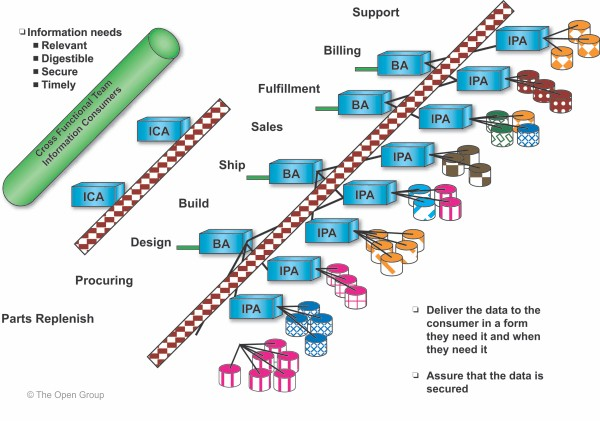 Support
❑ Information needs
■ Relevant
■ Digestible
■ Secure
■ Timely
Cross Functional Team
Information Consumers
IPA
Billing
BA
IPA
Fulfillment
BA
IPA
ICA
Sales
IPA
Ship
BA
ICA
IPA
Build
IPA
Design
BA
IPA
Procuring
IPA
Parts Replenish
❑ Deliver the data to the
consumer in a form
they need it and when
they need it
❑ Assure that the data is
secured
© The Open Group